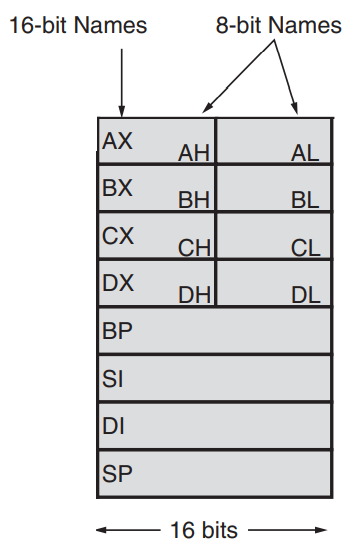 16-bit Names 8-bit Names
AX AH AL
BX BH BL
CX CH CL
DX DH DL
BP
SI
DI
SP
16 bits